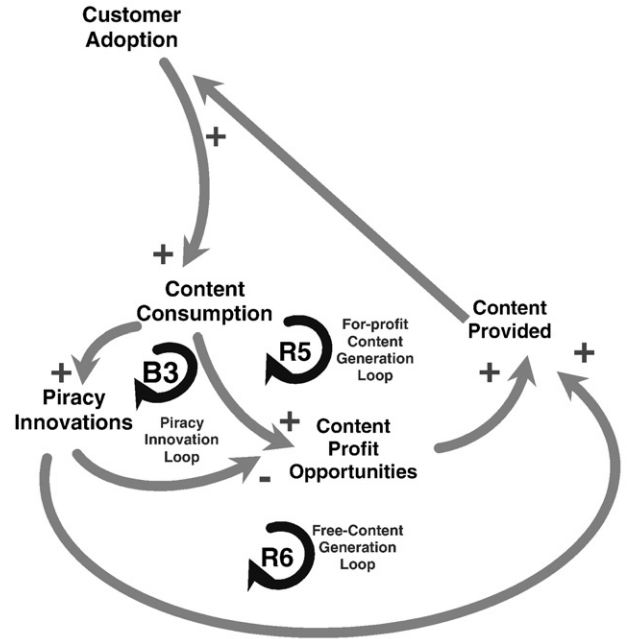 Customer
Adoption
+
+
Content
Consumption
For-profit
Content
Generation
Loop
R5
Content
Provided
+
+
+
Piracy
Innovations
B3
Piracy
Innovation
Loop
+
Content
Profit
Opportunities
-
R6
Free-Content
Generation
Loop